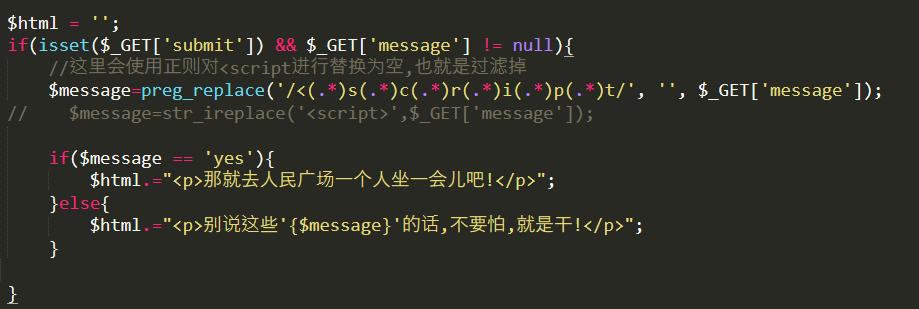 $html = '';
if(isset($_GET['submit']) && $_GET['message'] != null){
    //这里会使用正则对<script进行替换为空,也就是过滤掉
    $message=preg_replace('/<(.*)s(.*)c(.*)r(.*)i(.*)p(.*)t/', '', $_GET['message']);
//    $message=str_ireplace('<script>',$_GET['message']);
    if($message == 'yes'){
        $html.="<p>那就去人民广场一个人坐一会儿吧!</p>";
    }else{
        $html.="<p>别说这些'{$message}'的话,不要怕,就是干!</p>";
    }
}